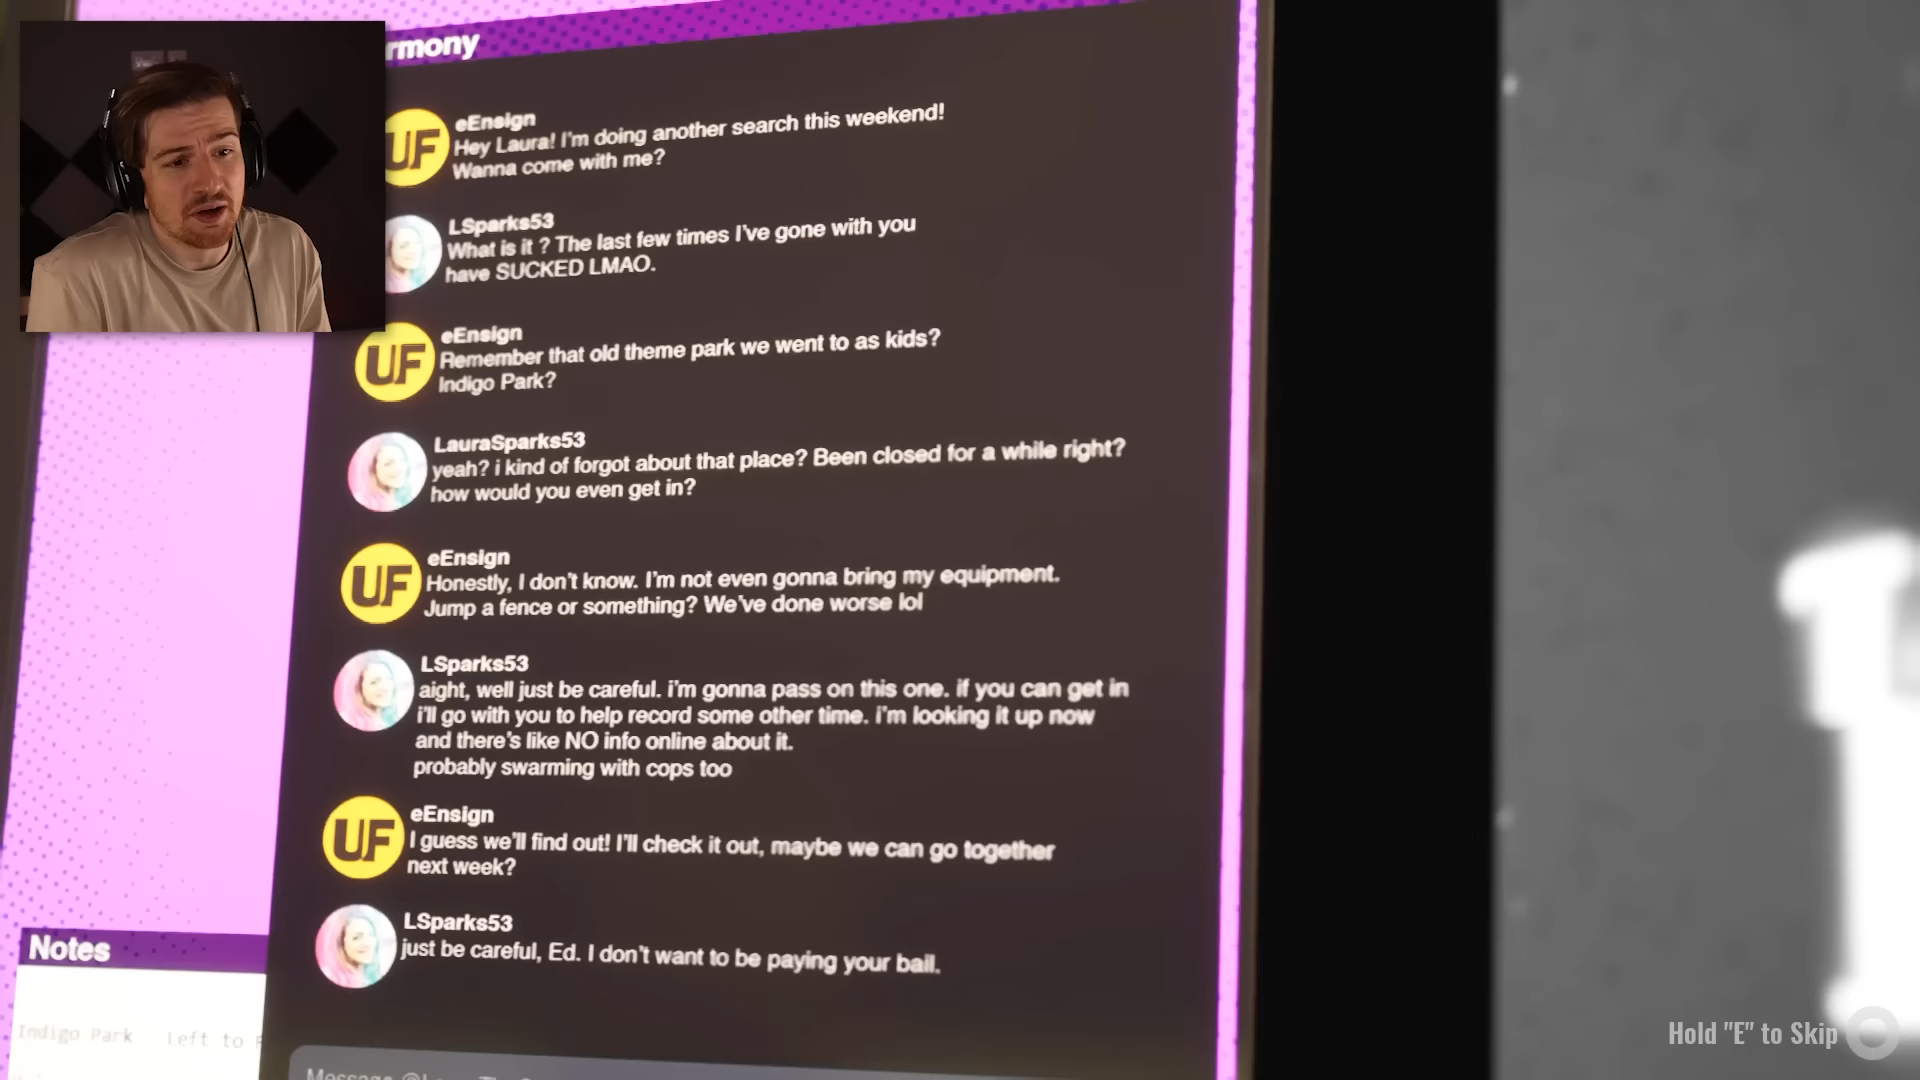 rmony
UF
eEnsign
Hey Laura! I'm doing another search this weekend!
Wanna come with me?
LSparks53
What is it ? The last few times I've gone with you
have SUCKED LMAO.
UF
eEnsign
Remember that old theme park we went to as kids?
Indigo Park?
LauraSparks53
yeah? i kind of forgot about that place? Been closed for a while right?
how would you even get in?
UF
eEnsign
Honestly, I don't know. I'm not even gonna bring my equipment.
Jump a fence or something? We've done worse lol
LSparks53
aight, well just be careful. i'm gonna pass on this one. if you can get in
i'll go with you to help record some other time. i'm looking it up now
and there's like NO info online about it.
probably swarming with cops too
UF
eEnsign
I guess we'll find out! I'll check it out, maybe we can go together
next week?
LSparks53
just be careful, Ed. I don't want to be paying your bail.
Notes
Indigo Park Left to
Message
Hold "E" to Skip